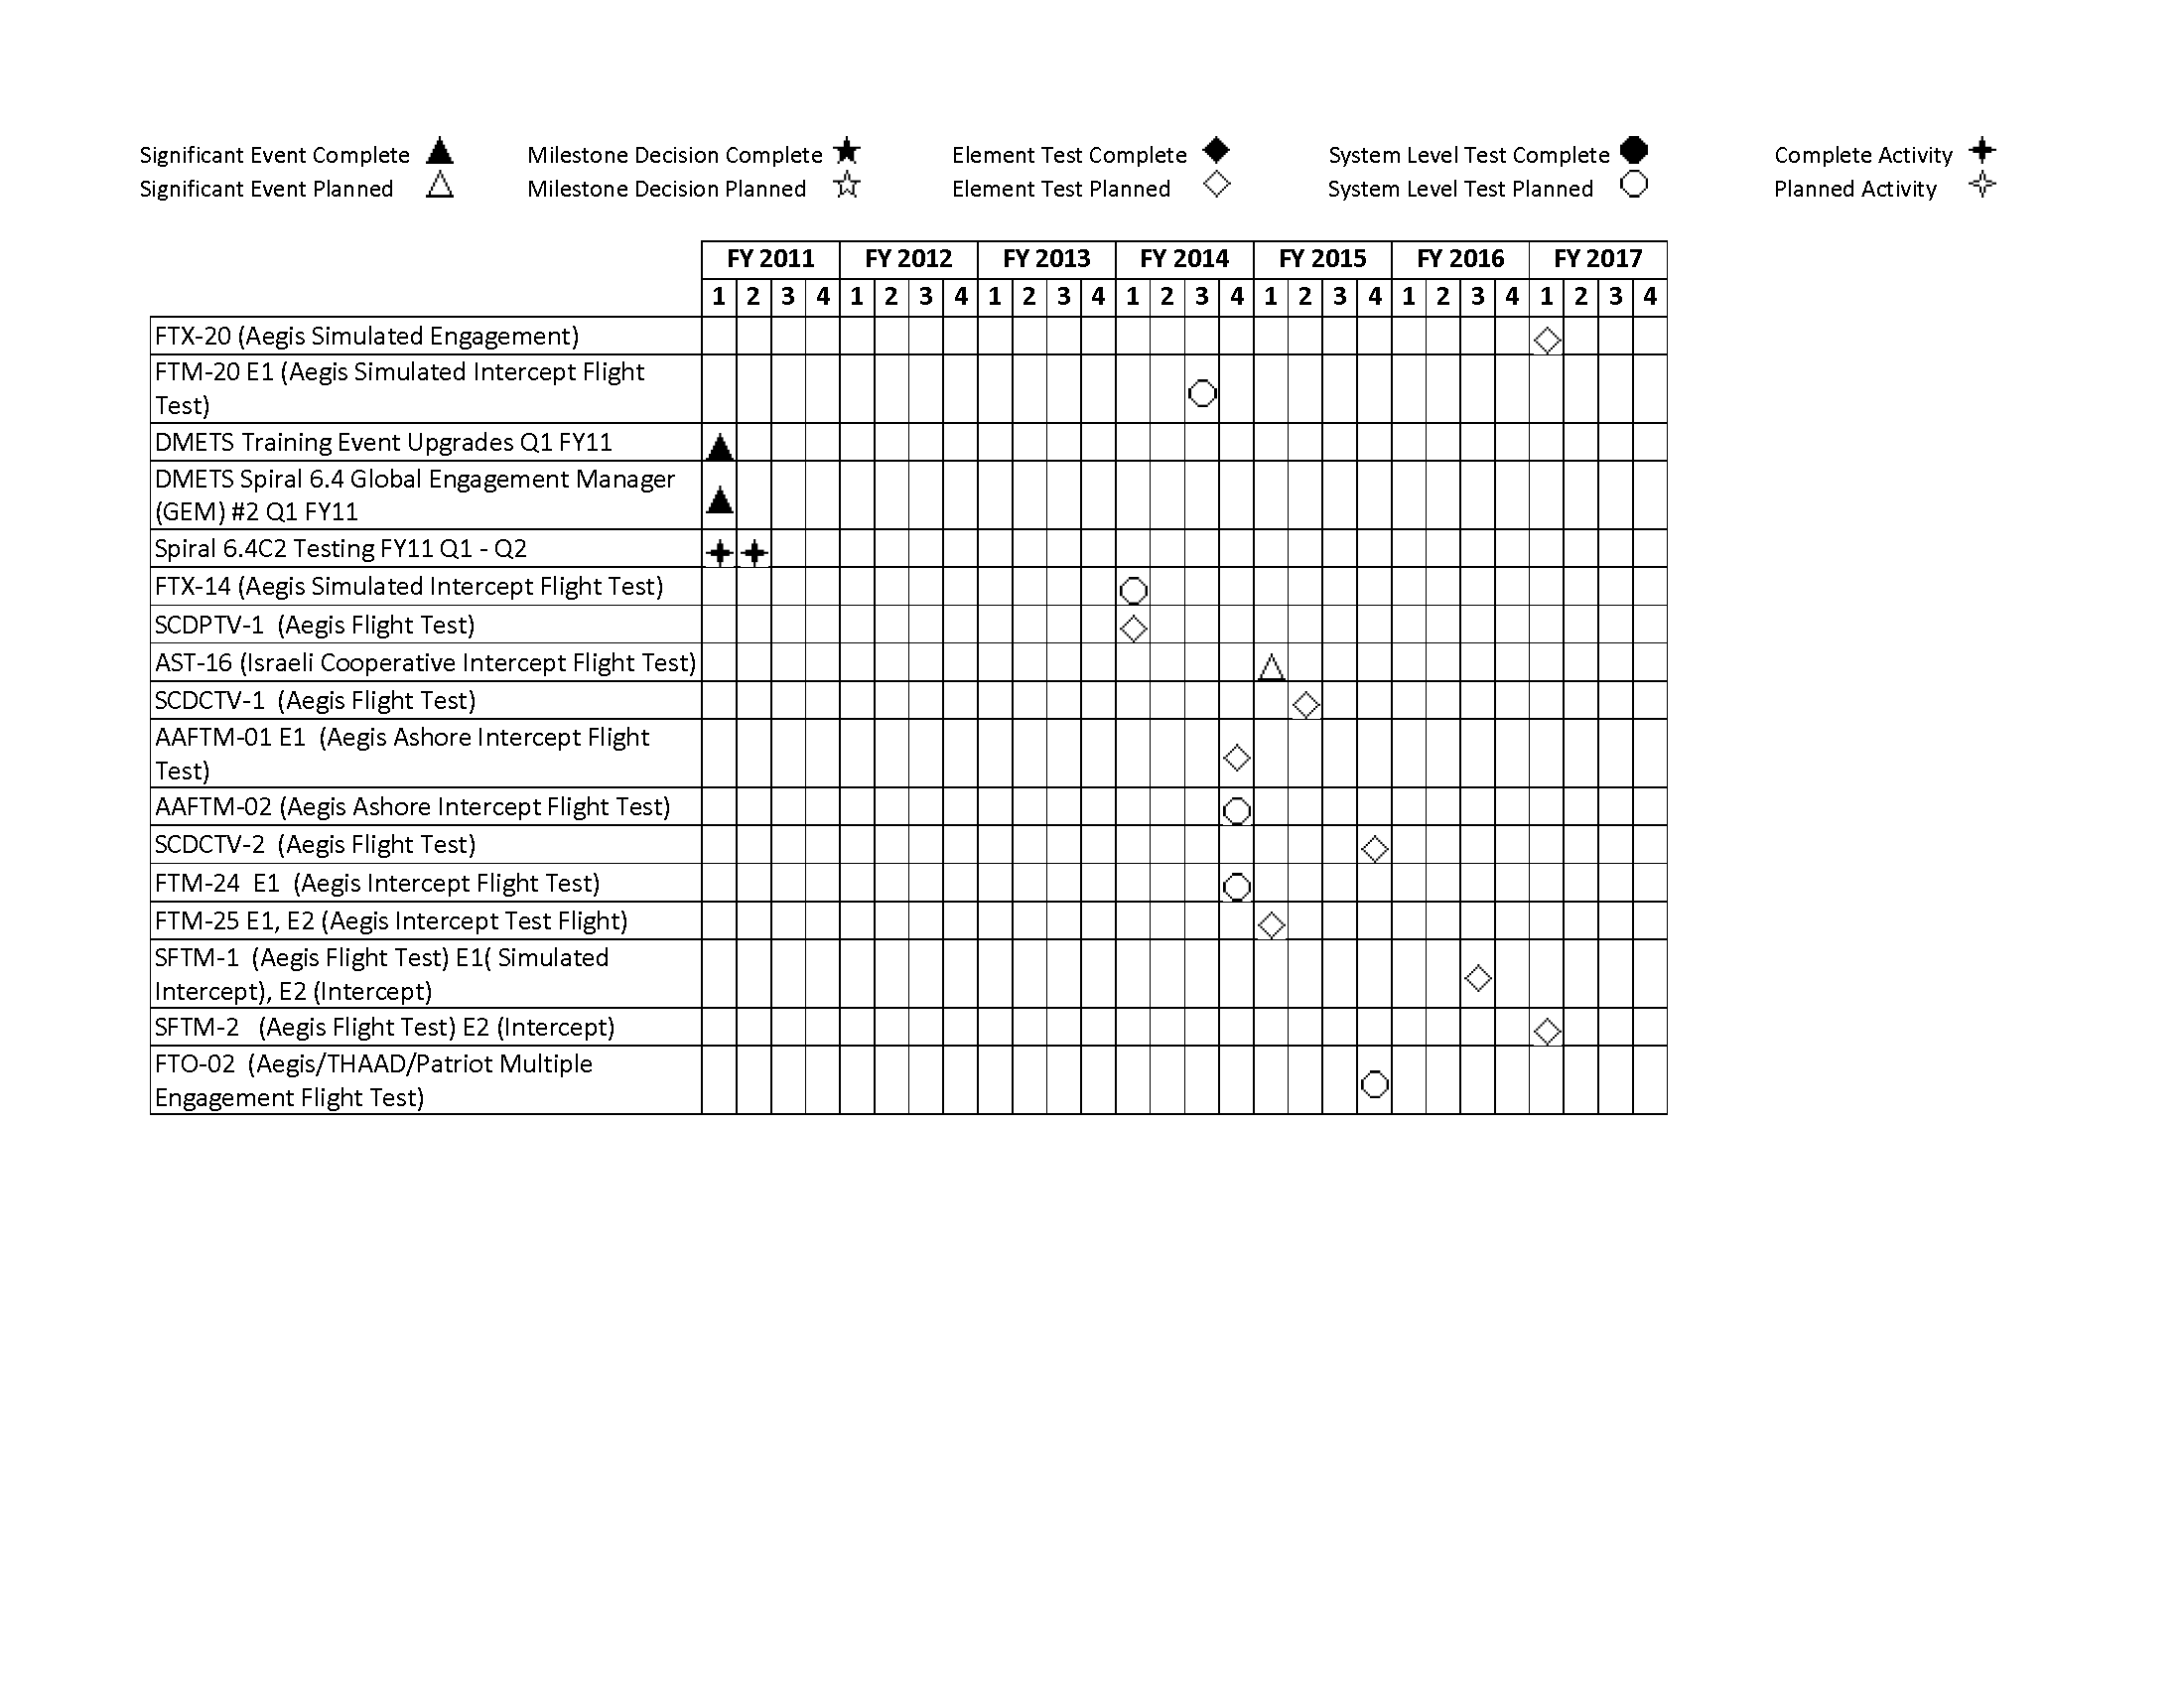 Significant Event Complete Milestone Decision Complete Element Test Complete System Level Test Complete Complete Activity
Significant Event Planned Milestone Decision Planned Element Test Planned System Level Test Planned Planned Activity
FY 2011 FY 2012 FY 2013 FY 2014 FY 2015 FY 2016 FY 2017
1 2 3 4 1 2 3 4 1 2 3 4 1 2 3 4 1 2 3 4 1 2 3 4 1 2 3 4
FTX-20 (Aegis Simulated Engagement)
FTM-20 E1 (Aegis Simulated Intercept Flight
Test)
DMETS Training Event Upgrades Q1 FY11
DMETS Spiral 6.4 Global Engagement Manager
(GEM) #2 Q1 FY11
Spiral 6.4C2 Testing FY11 Q1 - Q2
FTX-14 (Aegis Simulated Intercept Flight Test)
SCDPTV-1 (Aegis Flight Test)
AST-16 (Israeli Cooperative Intercept Flight Test)
SCDCTV-1 (Aegis Flight Test)
AAFTM-01 E1 (Aegis Ashore Intercept Flight
Test)
AAFTM-02 (Aegis Ashore Intercept Flight Test)
SCDCTV-2 (Aegis Flight Test)
FTM-24 E1 (Aegis Intercept Flight Test)
FTM-25 E1, E2 (Aegis Intercept Test Flight)
SFTM-1 (Aegis Flight Test) E1( Simulated
Intercept), E2 (Intercept)
SFTM-2 (Aegis Flight Test) E2 (Intercept)
FTO-02 (Aegis/THAAD/Patriot Multiple
Engagement Flight Test)